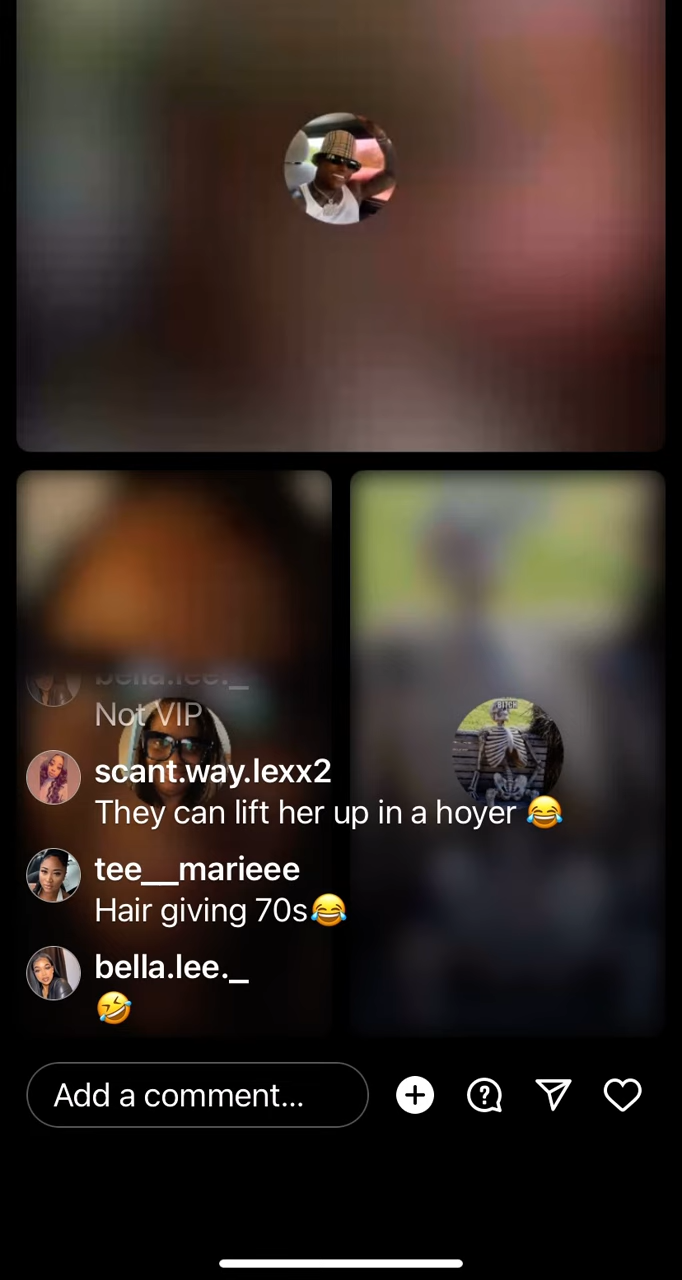 BITCH
bella.lee._
Not VIP
scant.way.lexx2
They can lift her up in a hoyer 😂
tee__marieee
Hair giving 70s😂
bella.lee._
🤣
Add a comment...